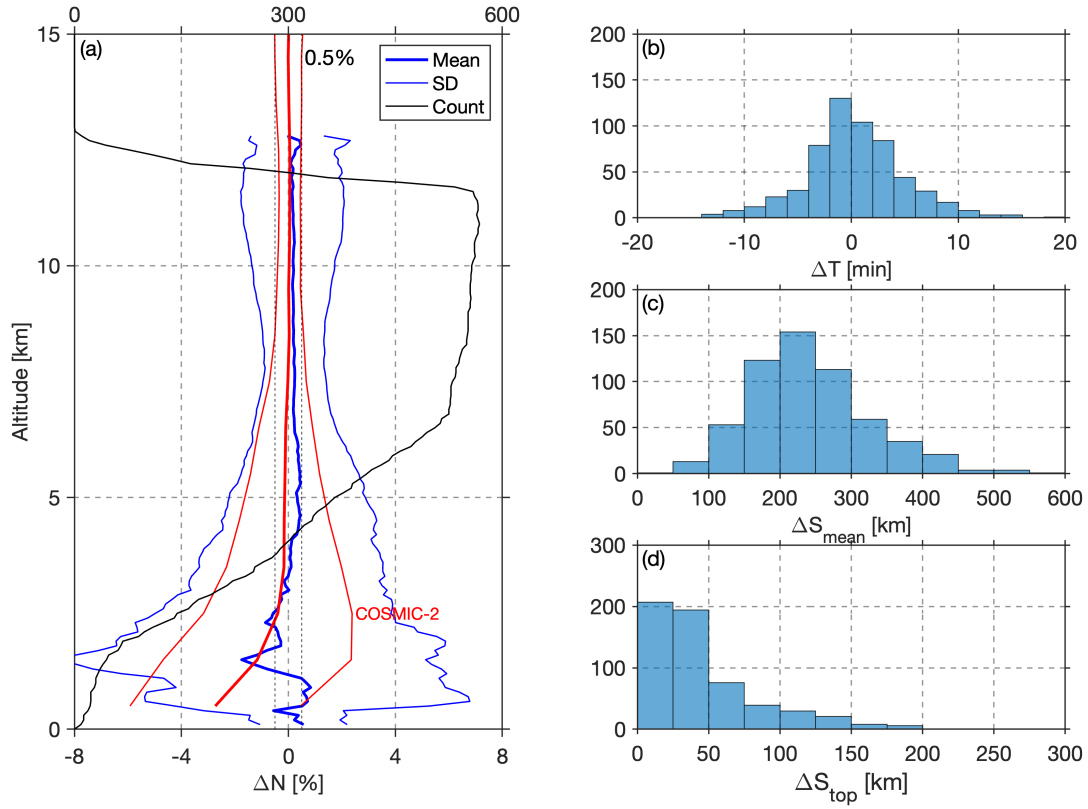 0 300 600
15 (a) 0.5%
Mean
SD
Count
10
5
0
COSMIC-2
Altitude [km]
-8 -4 0 4 8
ΔN [%]
(b)
200
150
100
50
0
-20 -10 0 10 20
ΔT [min]
(c)
200
150
100
50
0
0 100 200 300 400 500 600
ΔS_mean [km]
(d)
300
200
100
0
0 50 100 150 200 250 300
ΔS_top [km]